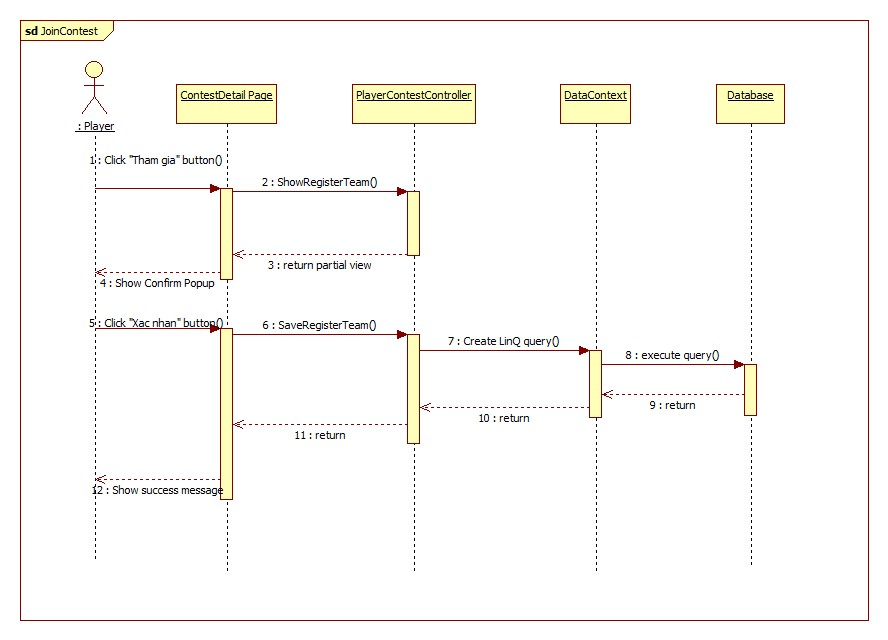 sd JoinContest
: Player
ContestDetail Page
PlayerContestController
DataContext
Database
1 : Click "Tham gia" button()
2 : ShowRegisterTeam()
3 : return partial view
4 : Show Confirm Popup
5 : Click "Xac nhan" button()
6 : SaveRegisterTeam()
7 : Create LinQ query()
8 : execute query()
9 : return
10 : return
11 : return
12 : Show success message